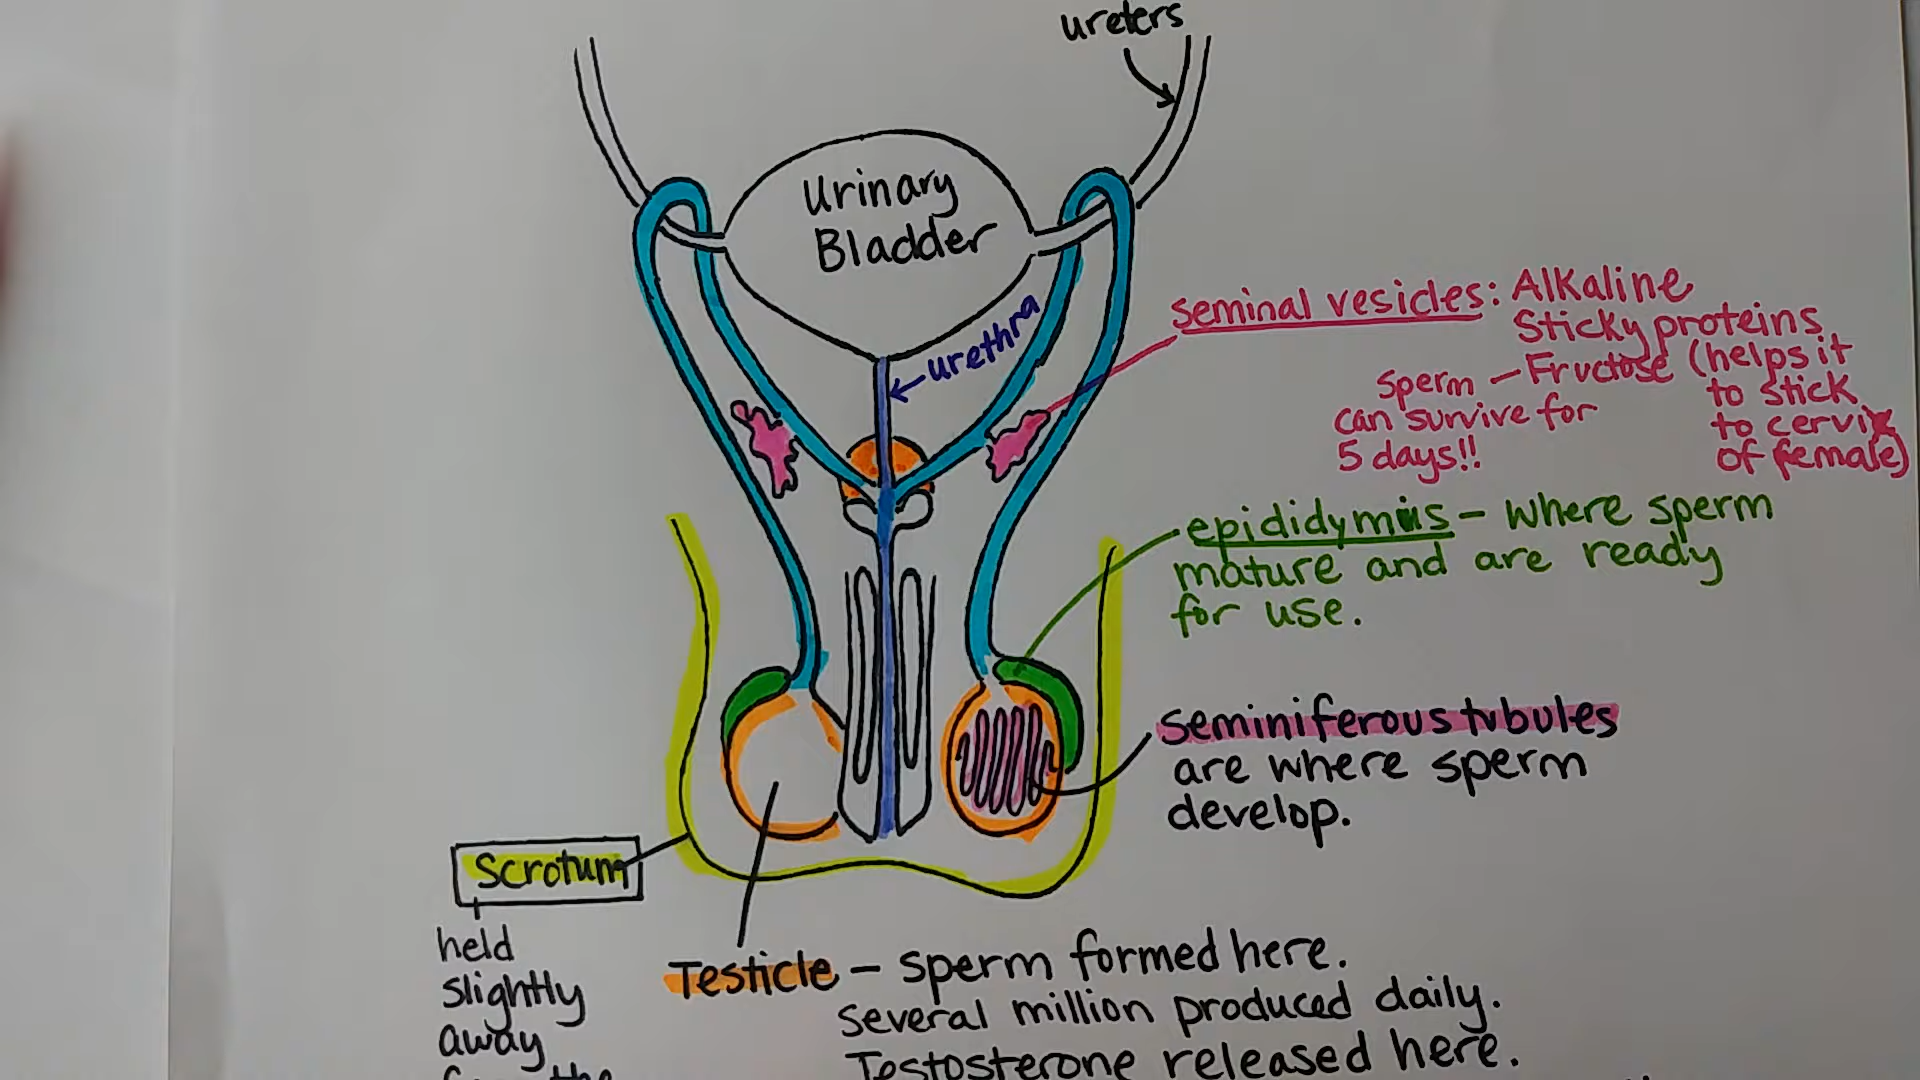 ureters
Urinary
Bladder
urethra
seminal vesicles: Alkaline
Sticky proteins
Sperm – Fructose (helps it
can survive for to stick
5 days!! to cervix
of female)
epididymis – where sperm
mature and are ready
for use.
Seminiferous tubules
are where sperm
develop.
Scrotum
held
slightly
away
from the
Testicle – sperm formed here.
several million produced daily.
Testosterone released here.